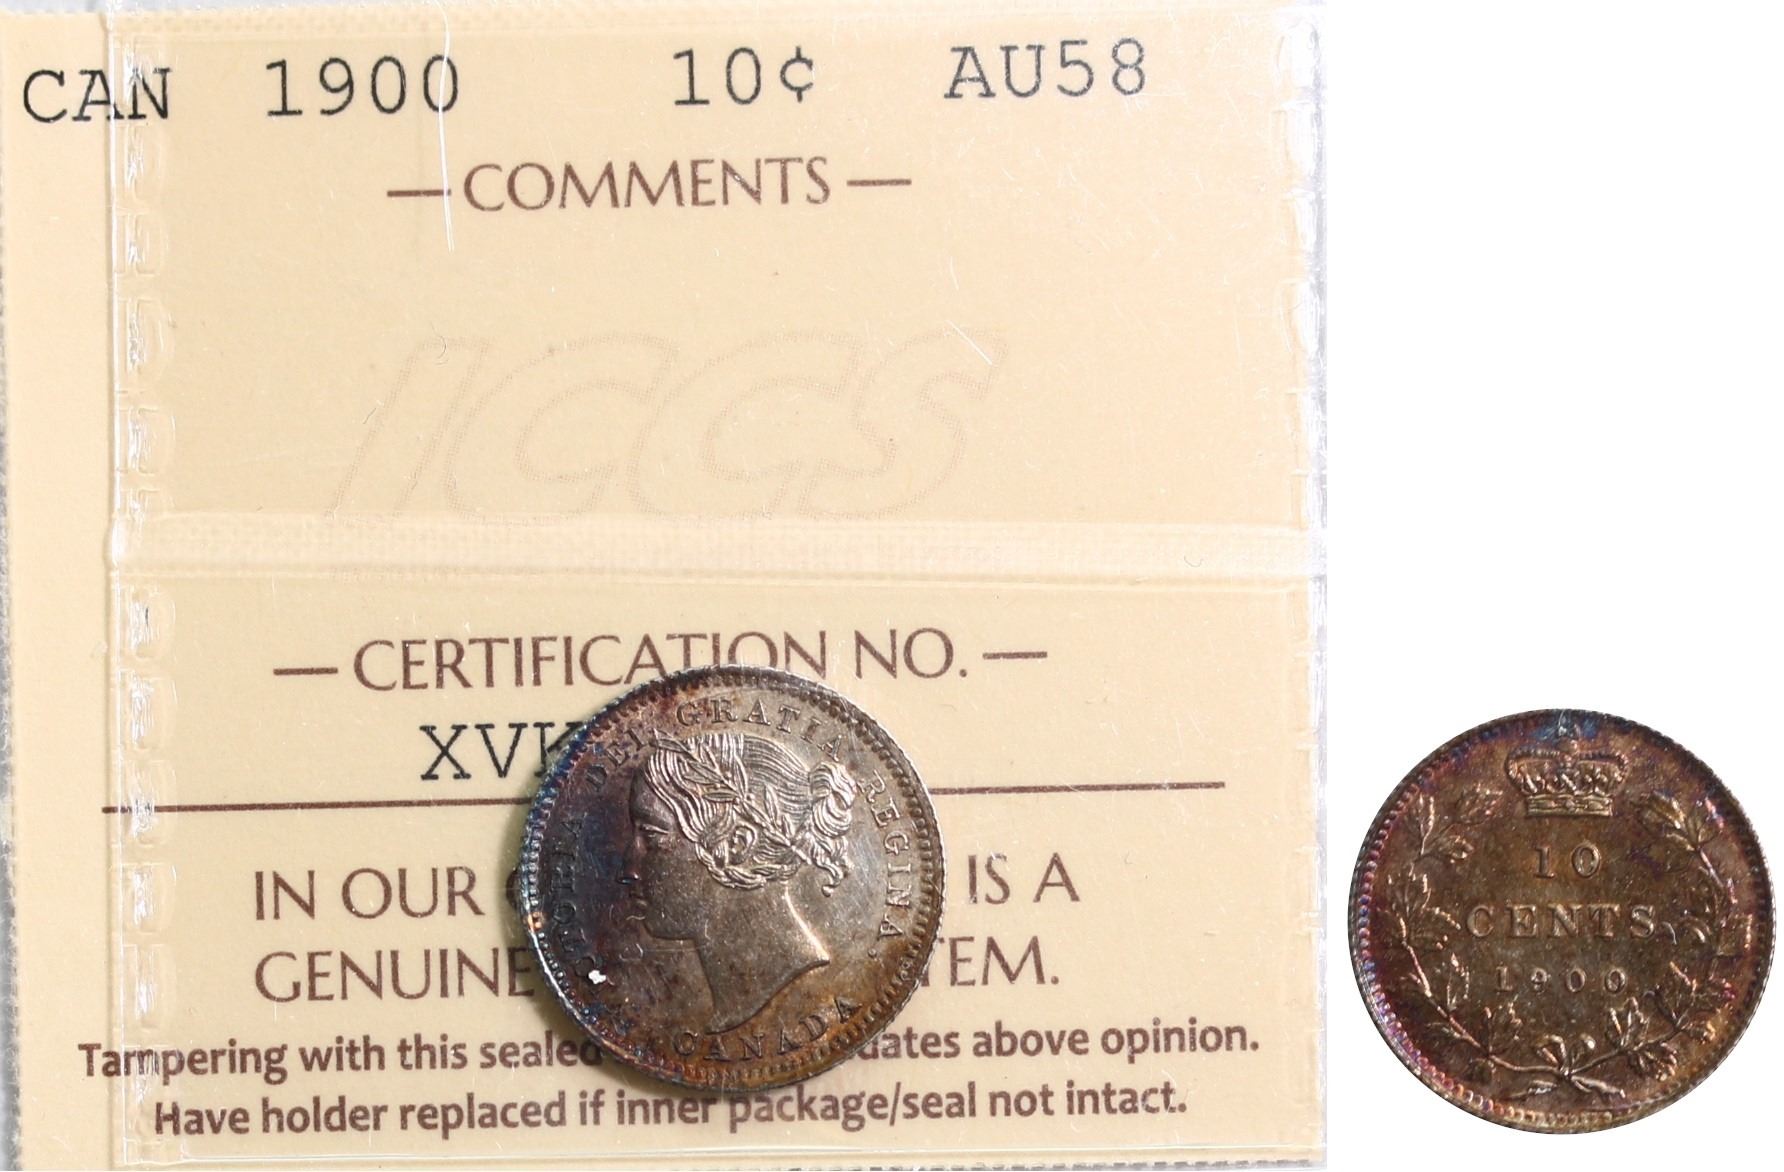 CAN 1900 10¢ AU58
— COMMENTS —
ICCS
— CERTIFICATION NO. —
XVK
IN OUR IS A
GENUINE TEM.
Tampering with this sealed dates above opinion.
Have holder replaced if inner package/seal not intact.
DEI GRATIA REGINA.
CANADA
10
CENTS
1900